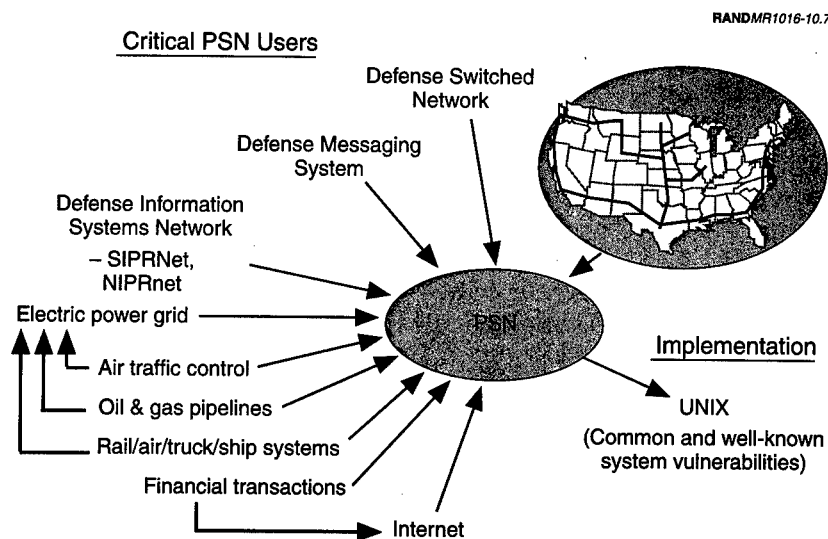 RANDMR1016-10.7
Critical PSN Users
Defense Switched
Network
Defense Messaging
System
Defense Information
Systems Network
– SIPRNet,
NIPRnet
Electric power grid
PSN
Air traffic control
Implementation
Oil & gas pipelines
UNIX
Rail/air/truck/ship systems
(Common and well-known
system vulnerabilities)
Financial transactions
Internet